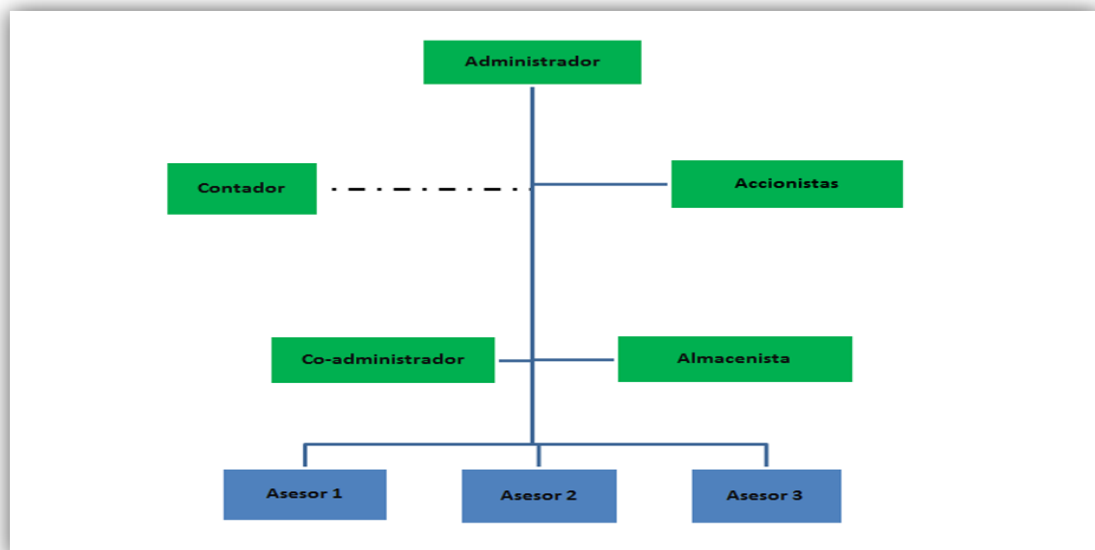 Administrador
Contador
Accionistas
Co-administrador
Almacenista
Asesor 1
Asesor 2
Asesor 3